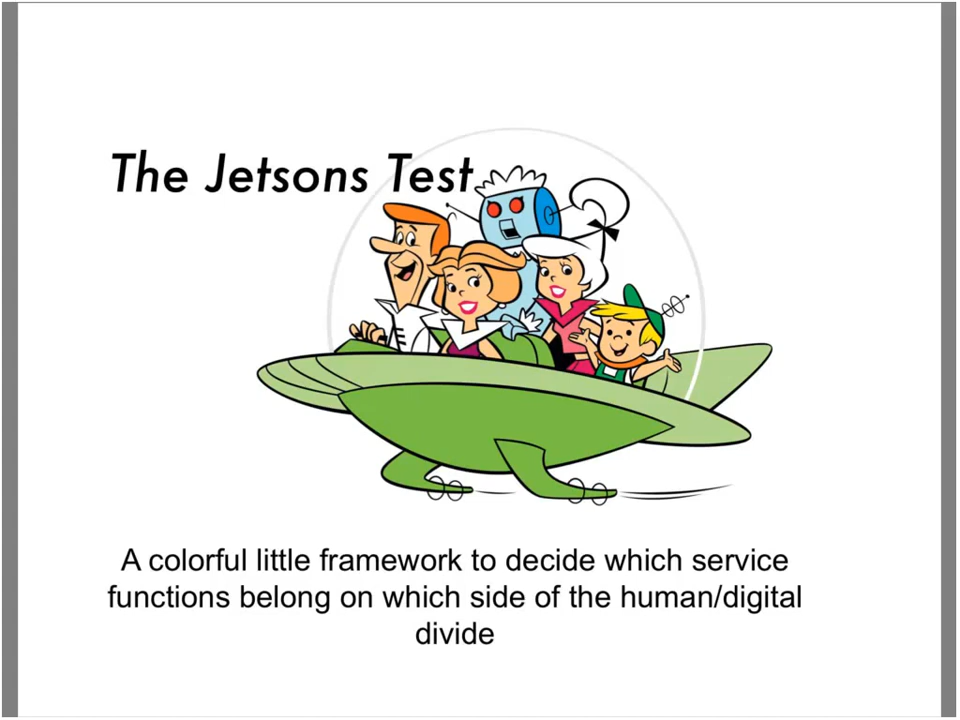 The Jetsons Test
A colorful little framework to decide which service
functions belong on which side of the human/digital
divide